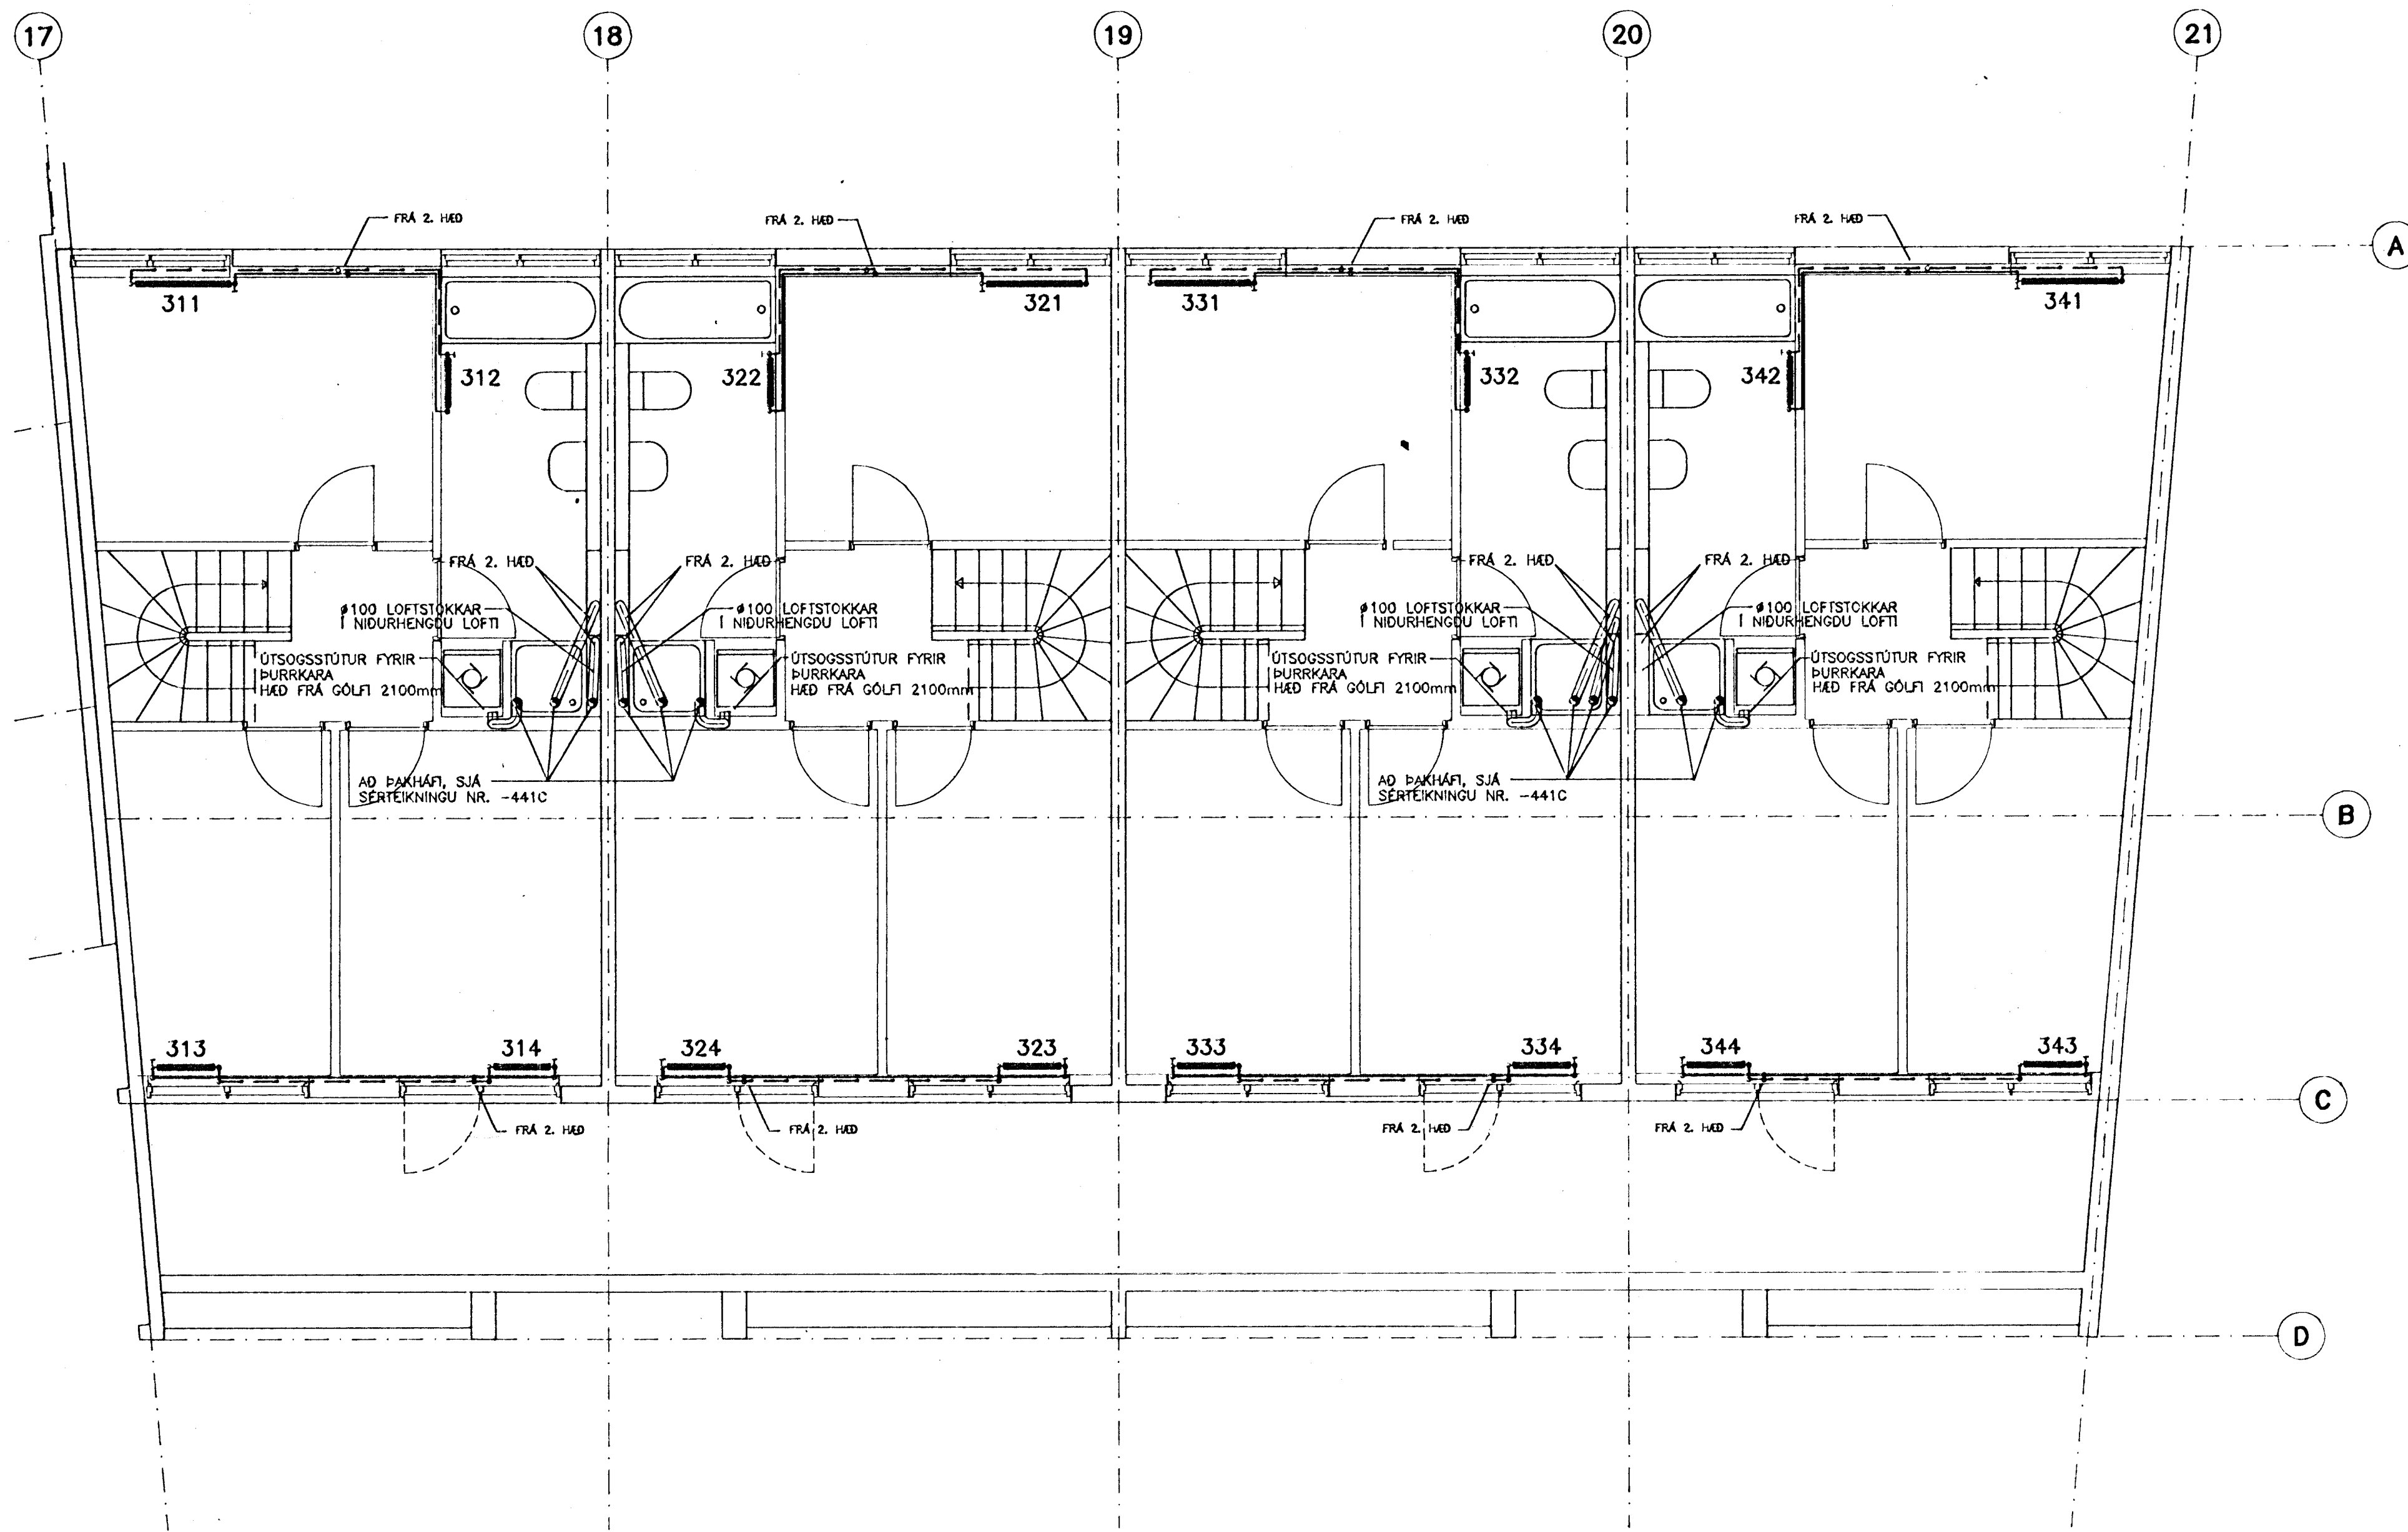 17
18
19
20
21
FRÁ 2. HÆÐ
FRÁ 2. HÆÐ
FRÁ 2. HÆÐ
FRÁ 2. HÆÐ
A
311
321
331
341
312
322
332
342
FRÁ 2. HÆÐ
FRÁ 2. HÆÐ
FRÁ 2. HÆÐ
FRÁ 2. HÆÐ
ø100 LOFTSTOKKAR
Í NIÐURHENGDU LOFTI
ø100 LOFTSTOKKAR
Í NIÐURHENGDU LOFTI
ø100 LOFTSTOKKAR
Í NIÐURHENGDU LOFTI
ø100 LOFTSTOKKAR
Í NIÐURHENGDU LOFTI
ÚTSOGSSTÚTUR FYRIR
ÞURRKARA
HÆÐ FRÁ GÓLFI 2100mm
ÚTSOGSSTÚTUR FYRIR
ÞURRKARA
HÆÐ FRÁ GÓLFI 2100mm
ÚTSOGSSTÚTUR FYRIR
ÞURRKARA
HÆÐ FRÁ GÓLFI 2100mm
ÚTSOGSSTÚTUR FYRIR
ÞURRKARA
HÆÐ FRÁ GÓLFI 2100mm
AÐ ÞAKHÁFI, SJÁ
SÉRTEIKNINGU NR. -441C
AÐ ÞAKHÁFI, SJÁ
SÉRTEIKNINGU NR. -441C
B
313
314
324
323
333
334
344
343
C
FRÁ 2. HÆÐ
FRÁ 2. HÆÐ
FRÁ 2. HÆÐ
FRÁ 2. HÆÐ
D